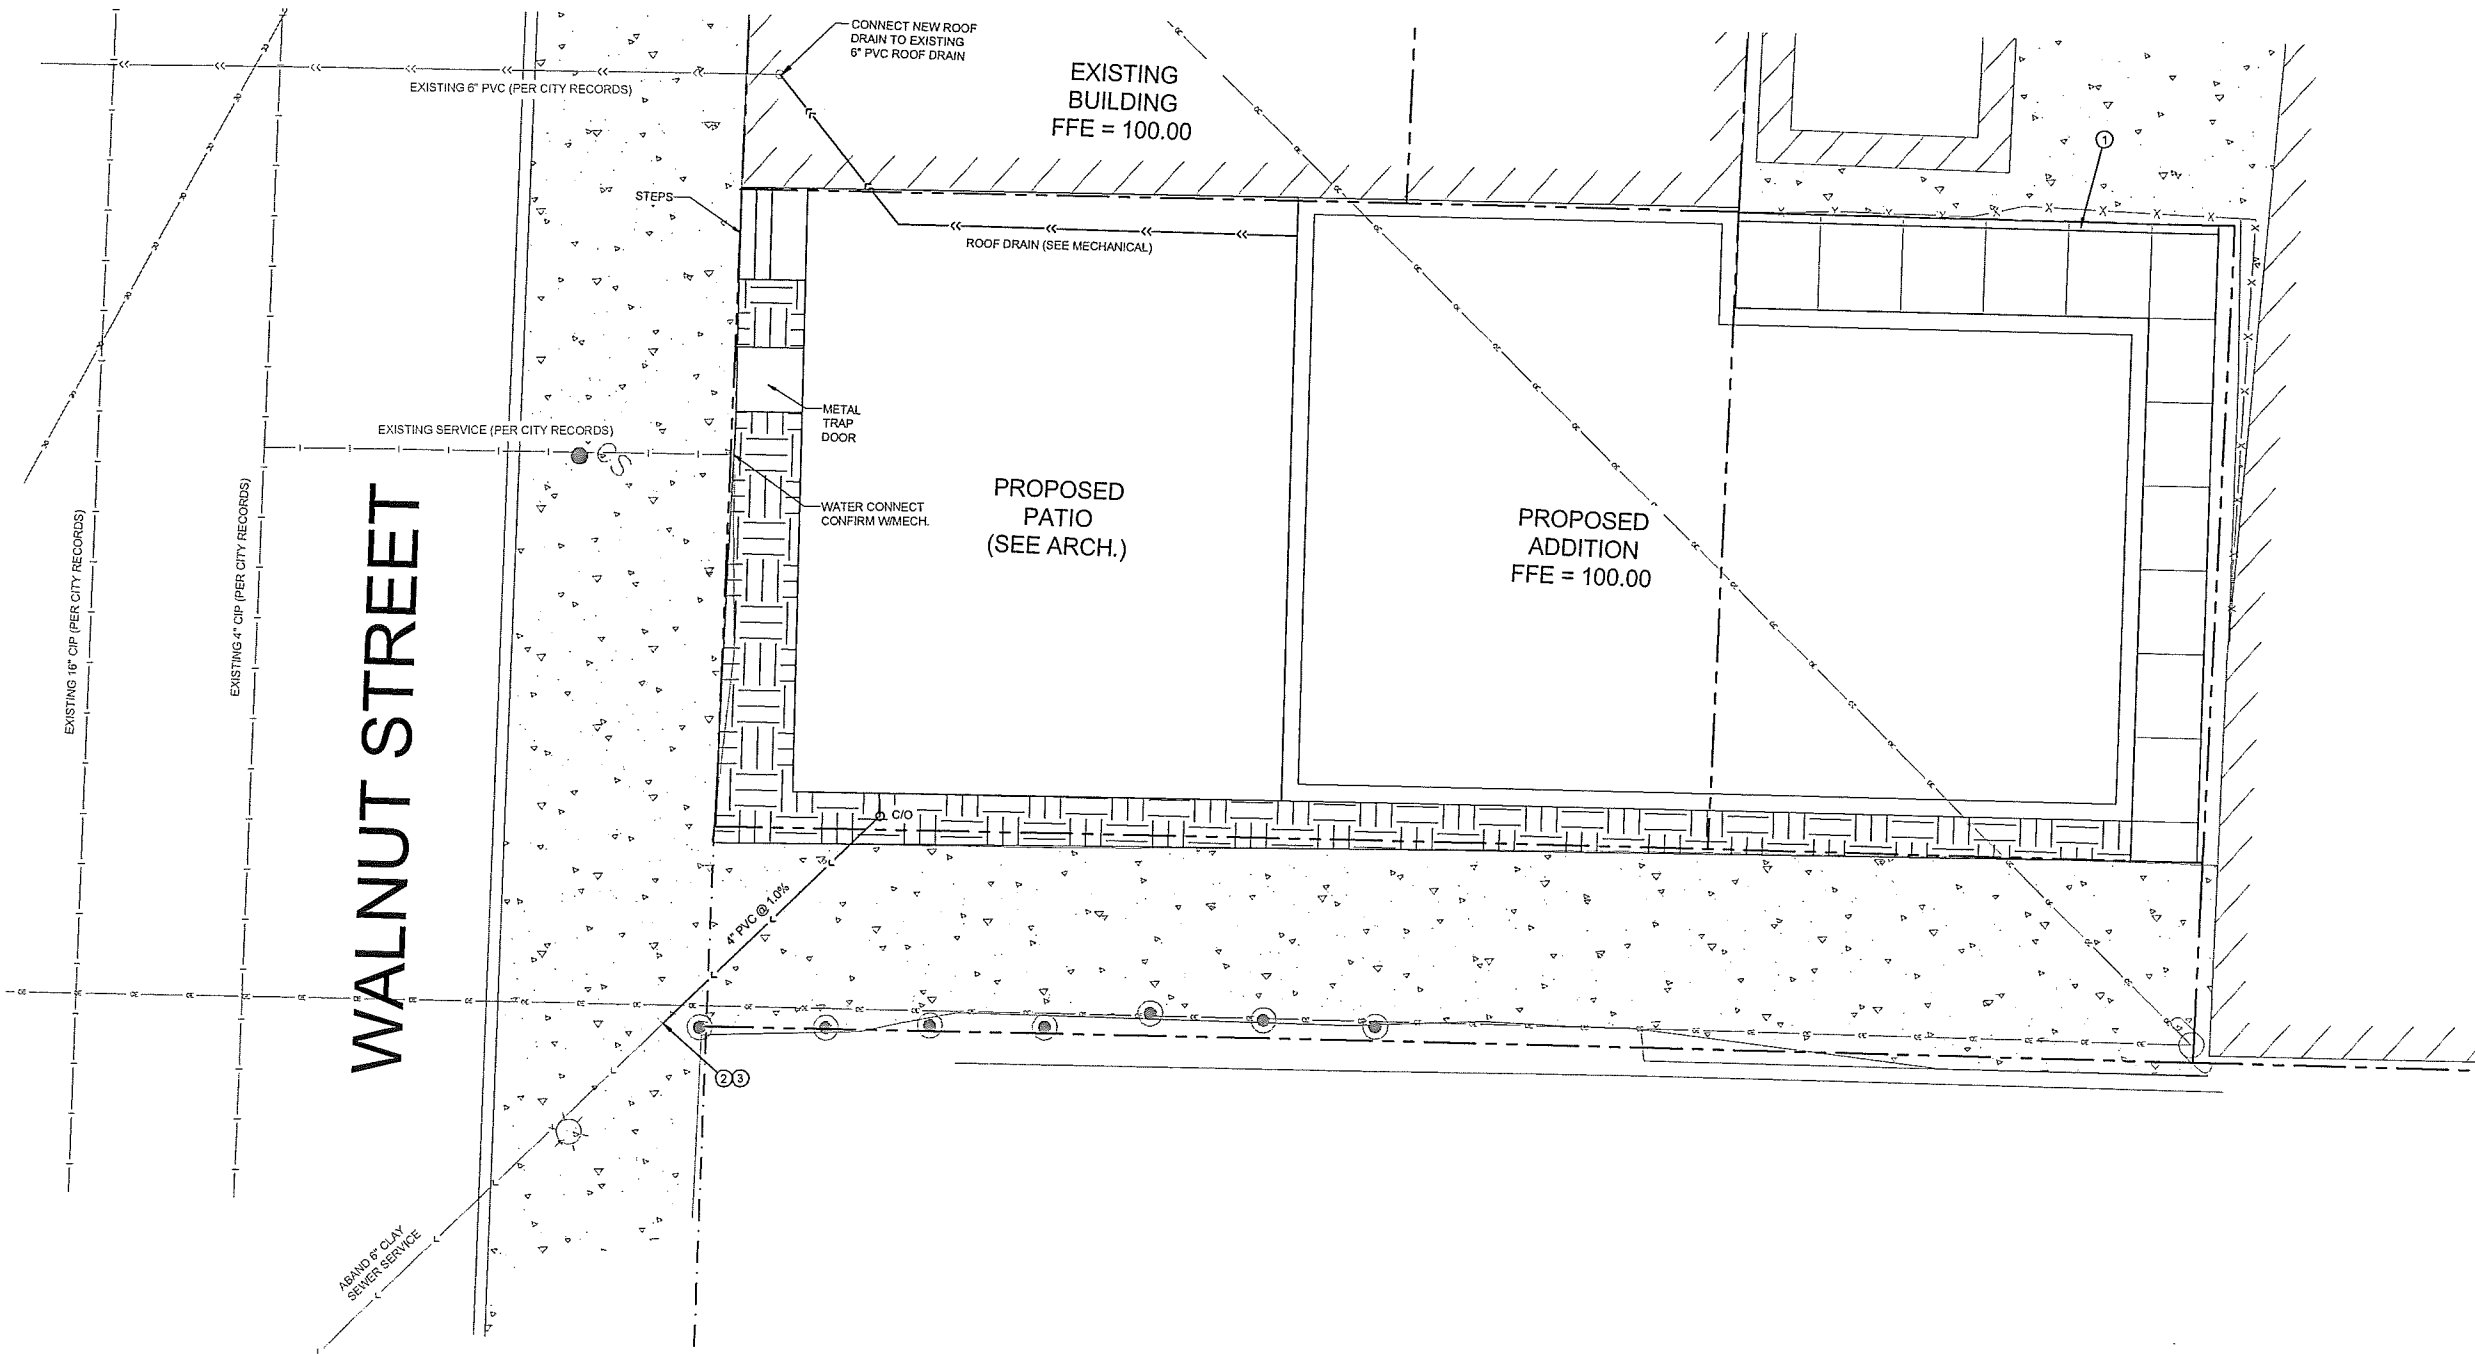 CONNECT NEW ROOF
DRAIN TO EXISTING
6" PVC ROOF DRAIN
EXISTING 6" PVC (PER CITY RECORDS)
EXISTING
BUILDING
FFE = 100.00
1
STEPS
ROOF DRAIN (SEE MECHANICAL)
METAL
TRAP
DOOR
EXISTING SERVICE (PER CITY RECORDS)
CS
WATER CONNECT
CONFIRM W/MECH.
PROPOSED
PATIO
(SEE ARCH.)
PROPOSED
ADDITION
FFE = 100.00
EXISTING 16" CIP (PER CITY RECORDS)
EXISTING 4" CIP (PER CITY RECORDS)
WALNUT STREET
C/O
4" PVC @ 1.0%
2 3
ABAND 6" CLAY
SEWER SERVICE